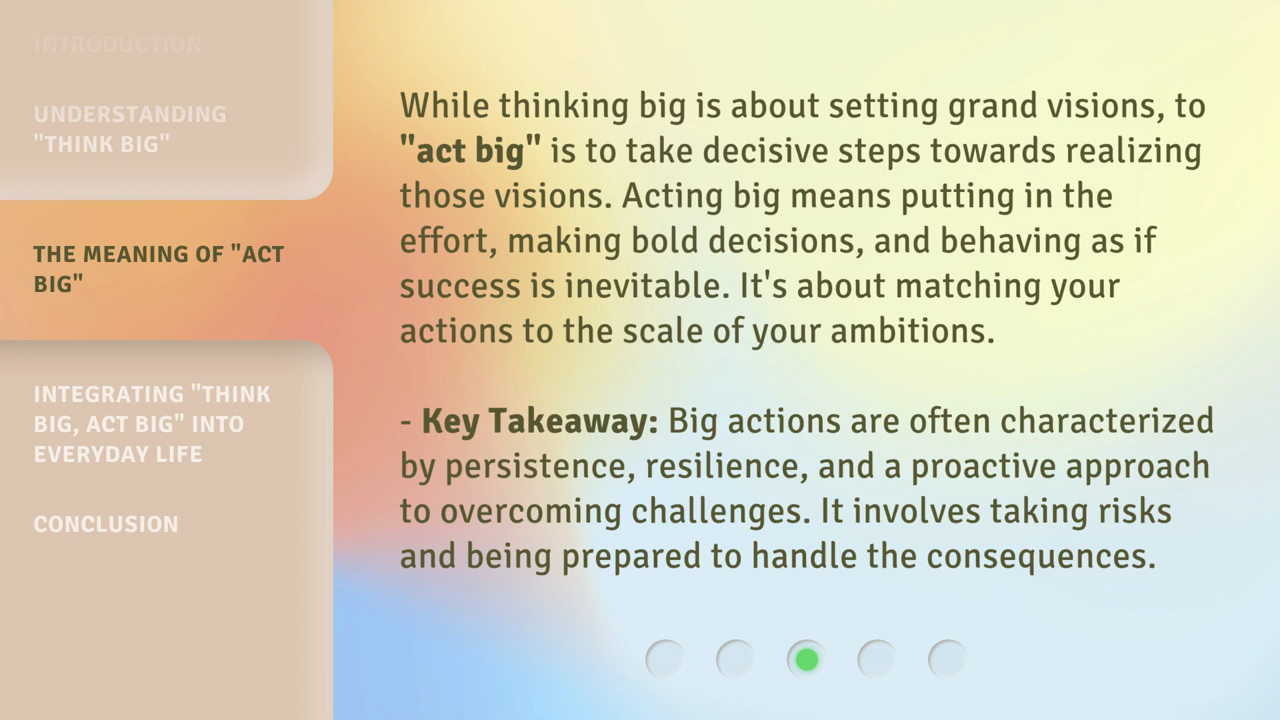 INTRODUCTION
UNDERSTANDING
"THINK BIG"
THE MEANING OF "ACT
BIG"
INTEGRATING "THINK
BIG, ACT BIG" INTO
EVERYDAY LIFE
CONCLUSION
While thinking big is about setting grand visions, to
"act big" is to take decisive steps towards realizing
those visions. Acting big means putting in the
effort, making bold decisions, and behaving as if
success is inevitable. It's about matching your
actions to the scale of your ambitions.
- Key Takeaway: Big actions are often characterized
by persistence, resilience, and a proactive approach
to overcoming challenges. It involves taking risks
and being prepared to handle the consequences.